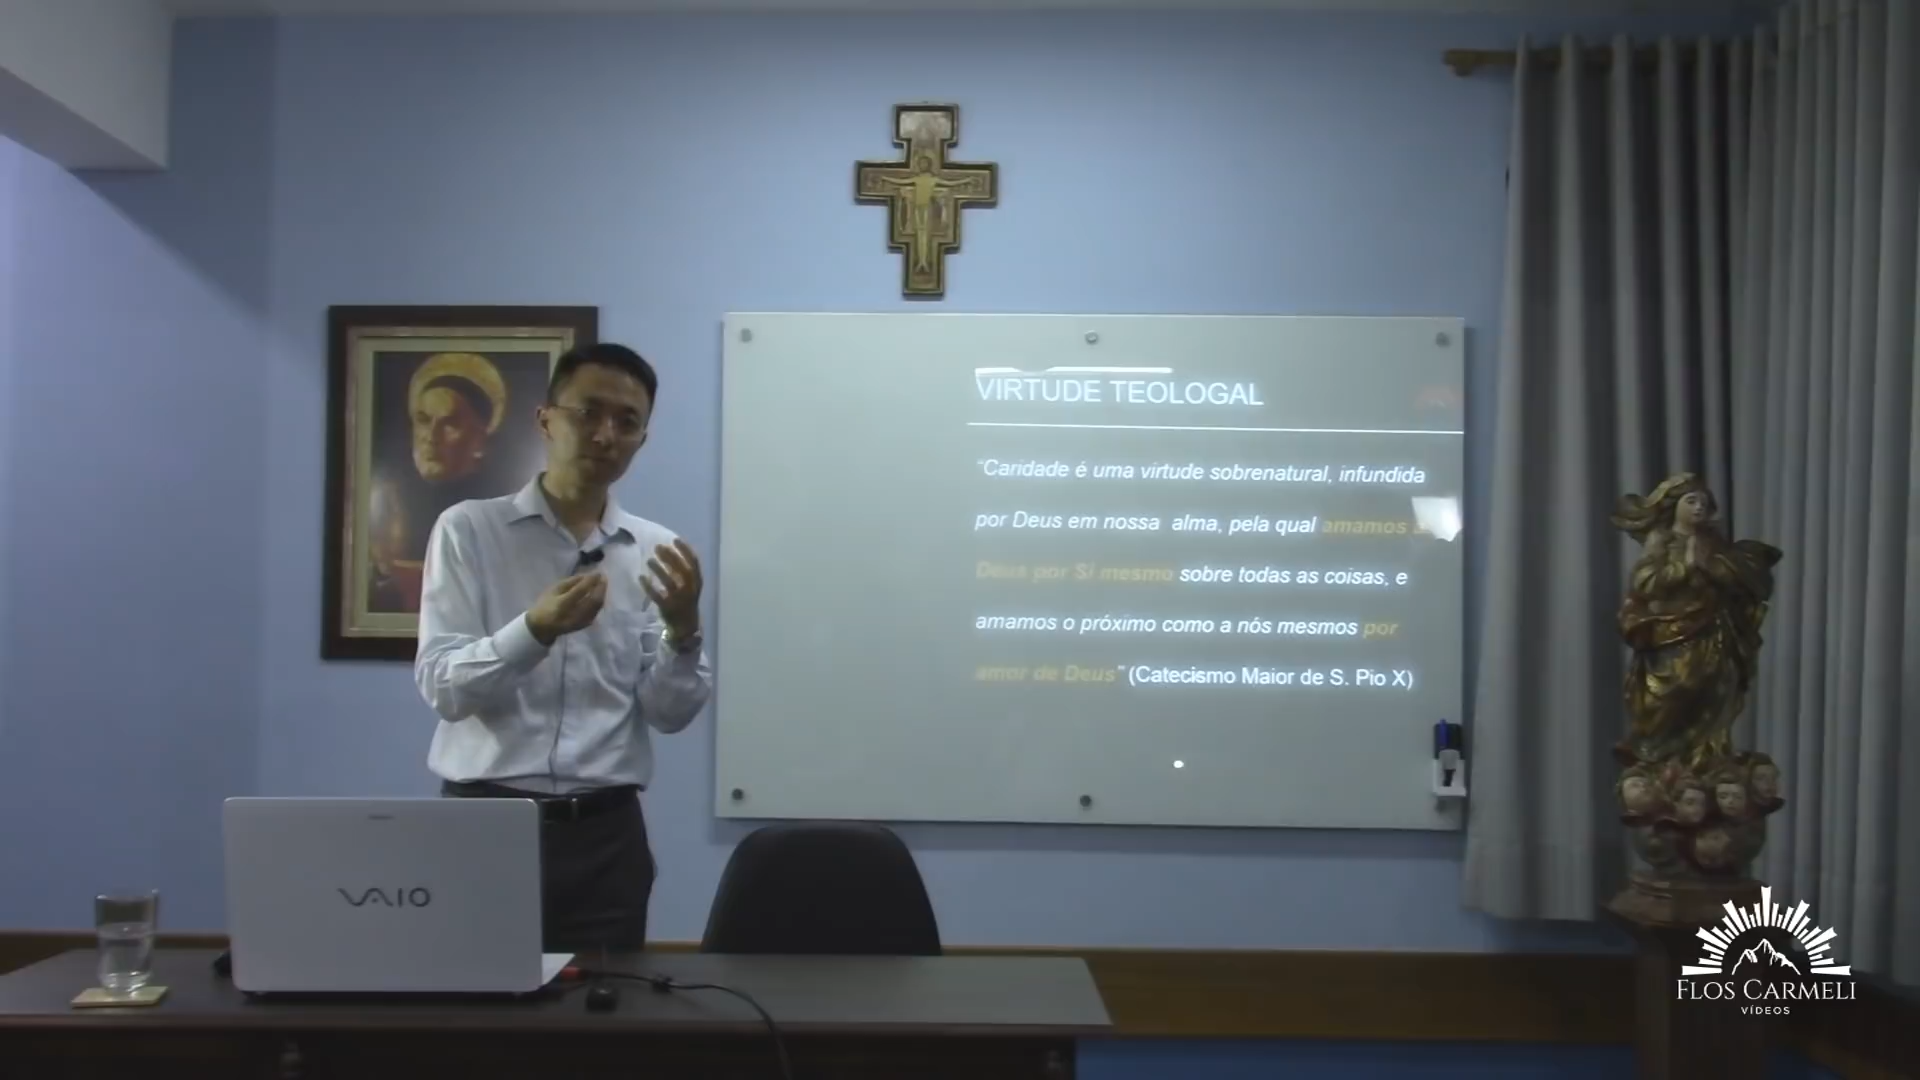 VIRTUDE TEOLOGAL
“Caridade é uma virtude sobrenatural, infundida
por Deus em nossa alma, pela qual amamos a
Deus por Si mesmo sobre todas as coisas, e
amamos o próximo como a nós mesmos por
amor de Deus” (Catecismo Maior de S. Pio X)
VAIO
FLOS CARMELI
VÍDEOS